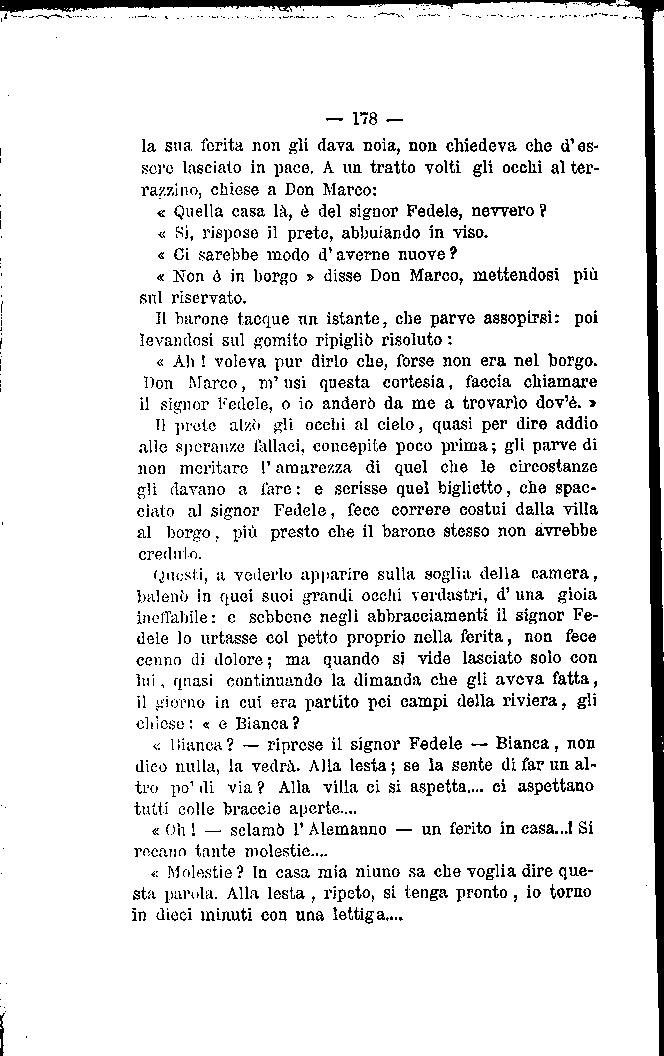 — 178 —
la sua ferita non gli dava noia, non chiedeva che d'es-
sere lasciato in pace. A un tratto volti gli occhi al ter-
razzino, chiese a Don Marco:
« Quella casa là, è del signor Fedele, nevvero?
« Si, rispose il prete, abbuiando in viso.
« Ci sarebbe modo d'averne nuove?
« Non è in borgo » disse Don Marco, mettendosi più
sul riservato.
Il barone tacque un istante, che parve assopirsi: poi
levandosi sul gomito ripigliò risoluto:
« Ah! voleva pur dirlo che, forse non era nel borgo.
Don Marco, m'usi questa cortesia, faccia chiamare
il signor Fedele, o io anderò da me a trovarlo dov'è. »
Il prete alzò gli occhi al cielo, quasi per dire addio
alle speranze fallaci, concepite poco prima; gli parve di
non meritare l'amarezza di quel che le circostanze
gli davano a fare: e scrisse quel biglietto, che spac-
ciato al signor Fedele, fece correre costui dalla villa
al borgo, più presto che il barone stesso non avrebbe
creduto.
Questi, a vederlo apparire sulla soglia della camera,
balenò in quei suoi grandi occhi verdastri, d'una gioia
ineffabile: e sebbene negli abbracciamenti il signor Fe-
dele lo urtasse col petto proprio nella ferita, non fece
cenno di dolore; ma quando si vide lasciato solo con
lui, quasi continuando la dimanda che gli aveva fatta,
il giorno in cui era partito pei campi della riviera, gli
chiese: « e Bianca?
« Bianca? — riprese il signor Fedele — Bianca, non
dico nulla, la vedrà. Alla lesta; se la sente di far un al-
tro po' di via? Alla villa ci si aspetta.... ci aspettano
tutti colle braccie aperte....
« Oh! — sclamò l'Alemanno — un ferito in casa...! Si
recano tante molestie....
« Molestie? In casa mia niuno sa che voglia dire que-
sta parola. Alla lesta, ripeto, si tenga pronto, io torno
in dieci minuti con una lettiga....